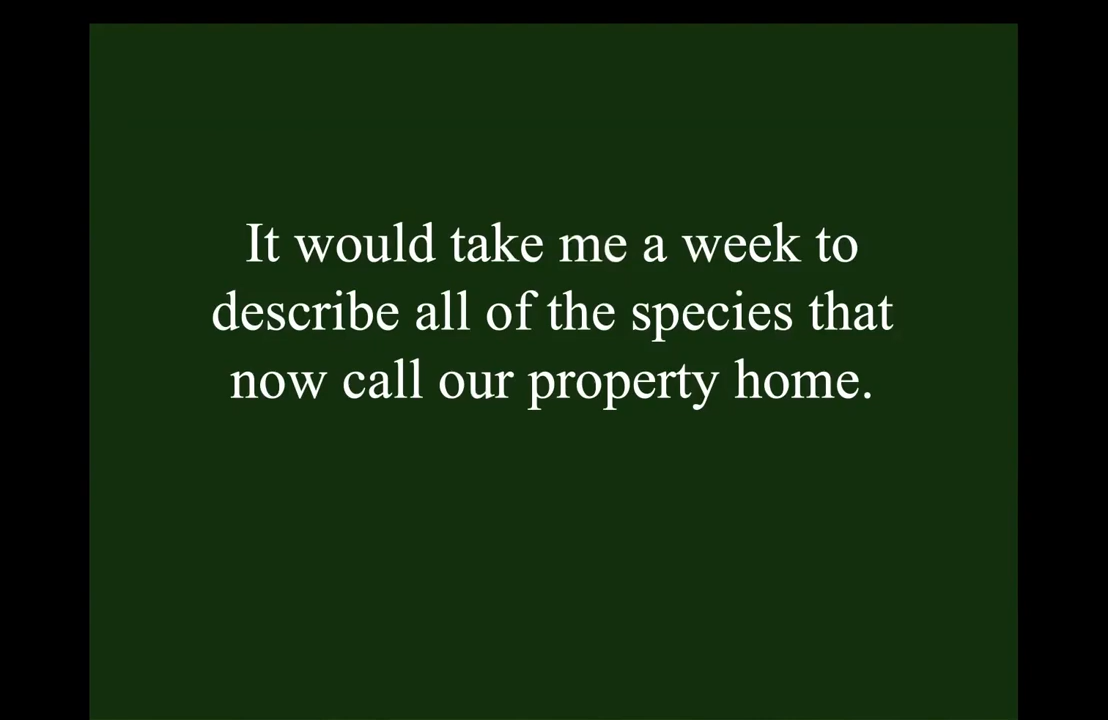 It would take me a week to
describe all of the species that
now call our property home.